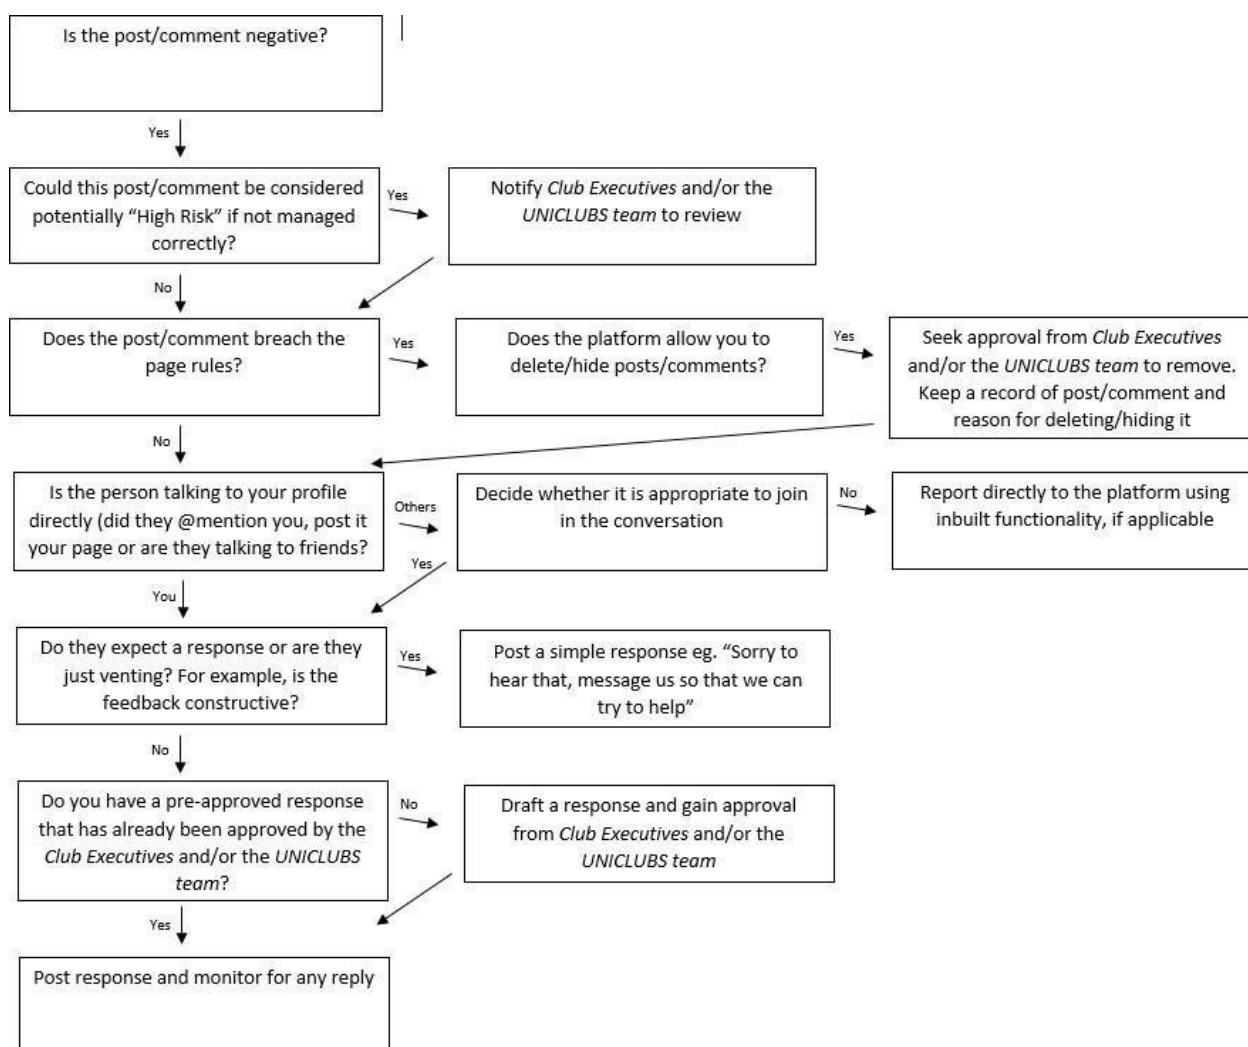 Is the post/comment negative?
Yes
Could this post/comment be considered
potentially “High Risk” if not managed
correctly?
Yes
Notify Club Executives and/or the
UNICLUBS team to review
No
Does the post/comment breach the
page rules?
Yes
Does the platform allow you to
delete/hide posts/comments?
Yes
Seek approval from Club Executives
and/or the UNICLUBS team to remove.
Keep a record of post/comment and
reason for deleting/hiding it
No
Is the person talking to your profile
directly (did they @mention you, post it
your page or are they talking to friends?
Others
Decide whether it is appropriate to join
in the conversation
No
Report directly to the platform using
inbuilt functionality, if applicable
Yes
You
Do they expect a response or are they
just venting? For example, is the
feedback constructive?
Yes
Post a simple response eg. “Sorry to
hear that, message us so that we can
try to help”
No
Do you have a pre-approved response
that has already been approved by the
Club Executives and/or the UNICLUBS
team?
No
Draft a response and gain approval
from Club Executives and/or the
UNICLUBS team
Yes
Post response and monitor for any reply